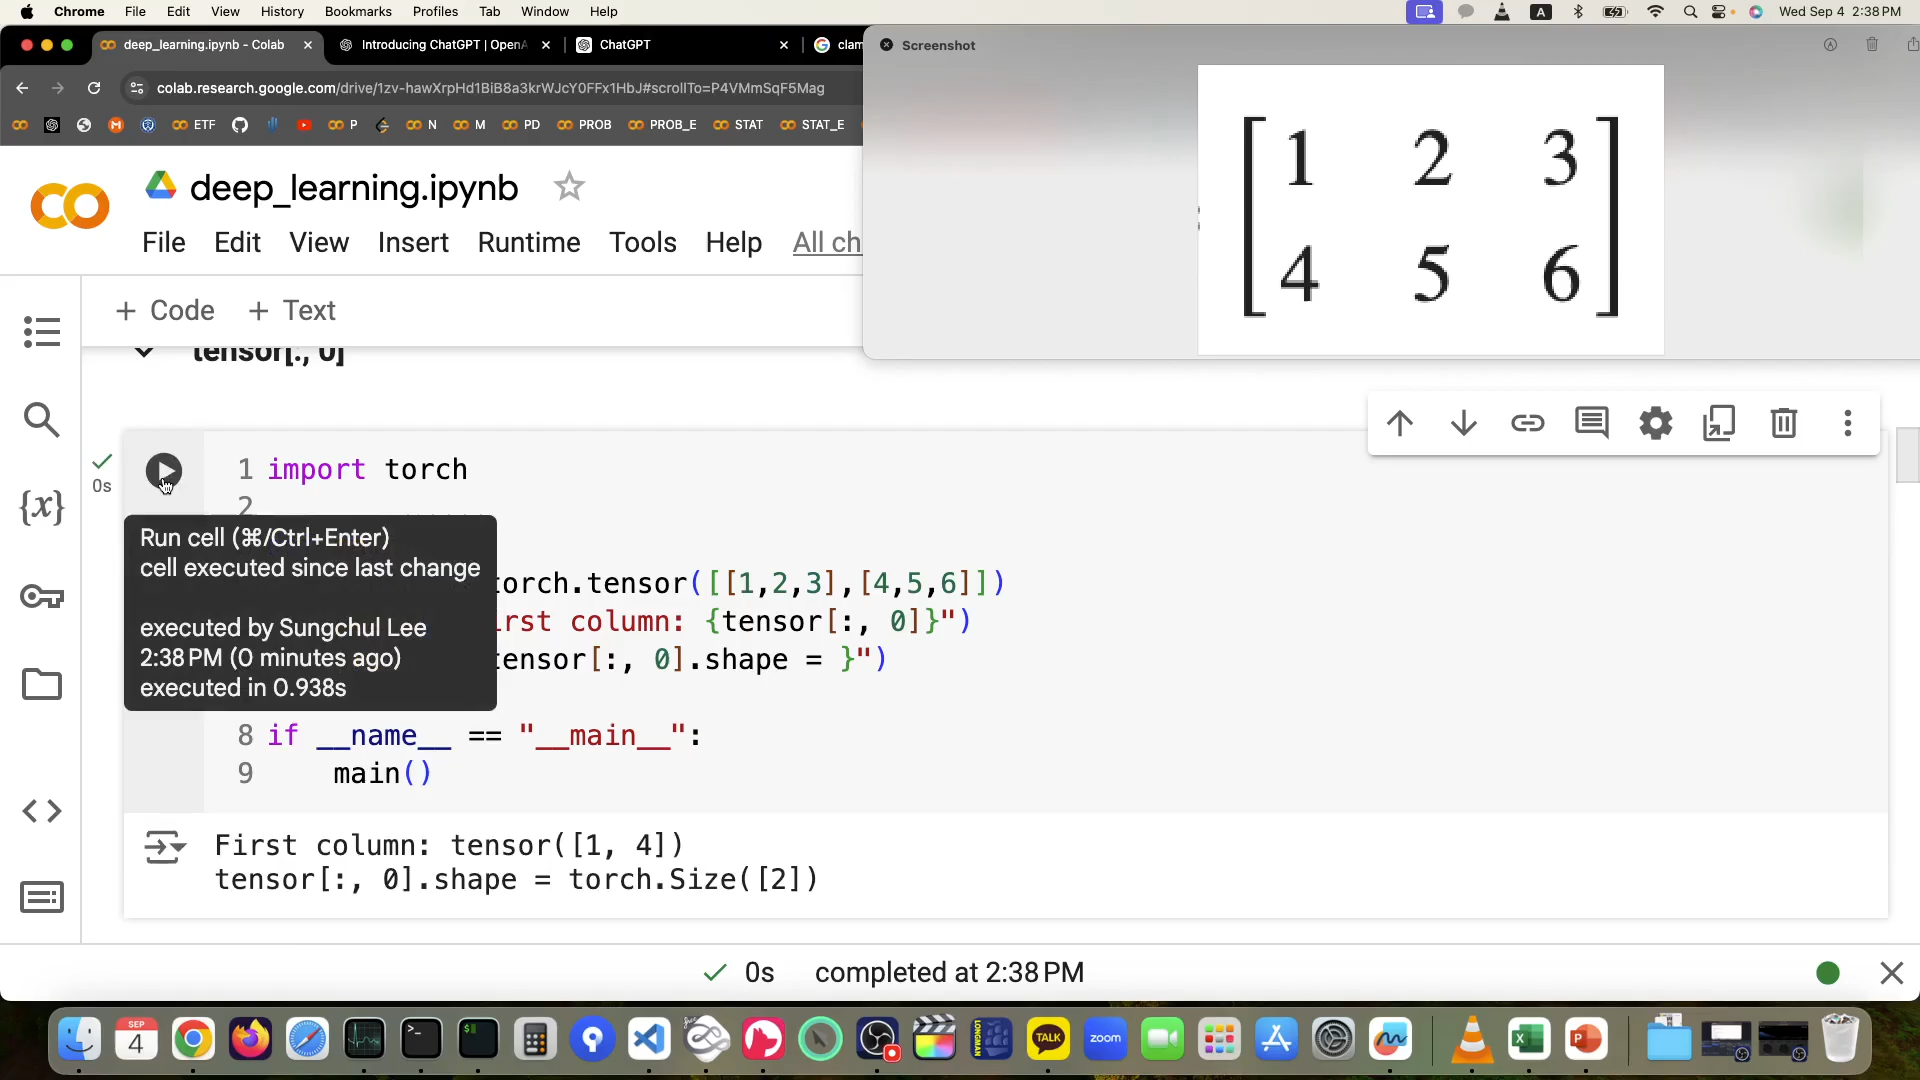 Chrome File Edit View History Bookmarks Profiles Tab Window Help A Wed Sep 4 2:38 PM
deep_learning.ipynb - Colab Introducing ChatGPT | OpenA ChatGPT clam
Screenshot
colab.research.google.com/drive/1zv-hawXrpHd1BiB8a3krWJcY0FFx1HbJ#scrollTo=P4VMmSqF5Mag
ETF P N M PD PROB PROB_E STAT STAT_E
1 2 3
4 5 6
deep_learning.ipynb
File Edit View Insert Runtime Tools Help All ch
+ Code + Text
tensor[:, 0]
0s
1 import torch
2
Run cell (⌘/Ctrl+Enter)
cell executed since last change
executed by Sungchul Lee
2:38 PM (0 minutes ago)
executed in 0.938s
torch.tensor([[1,2,3],[4,5,6]])
irst column: {tensor[:, 0]}")
tensor[:, 0].shape = }")
8 if __name__ == "__main__":
9 main()
First column: tensor([1, 4])
tensor[:, 0].shape = torch.Size([2])
0s completed at 2:38 PM
SEP
4
LONGMAN
TALK
zoom